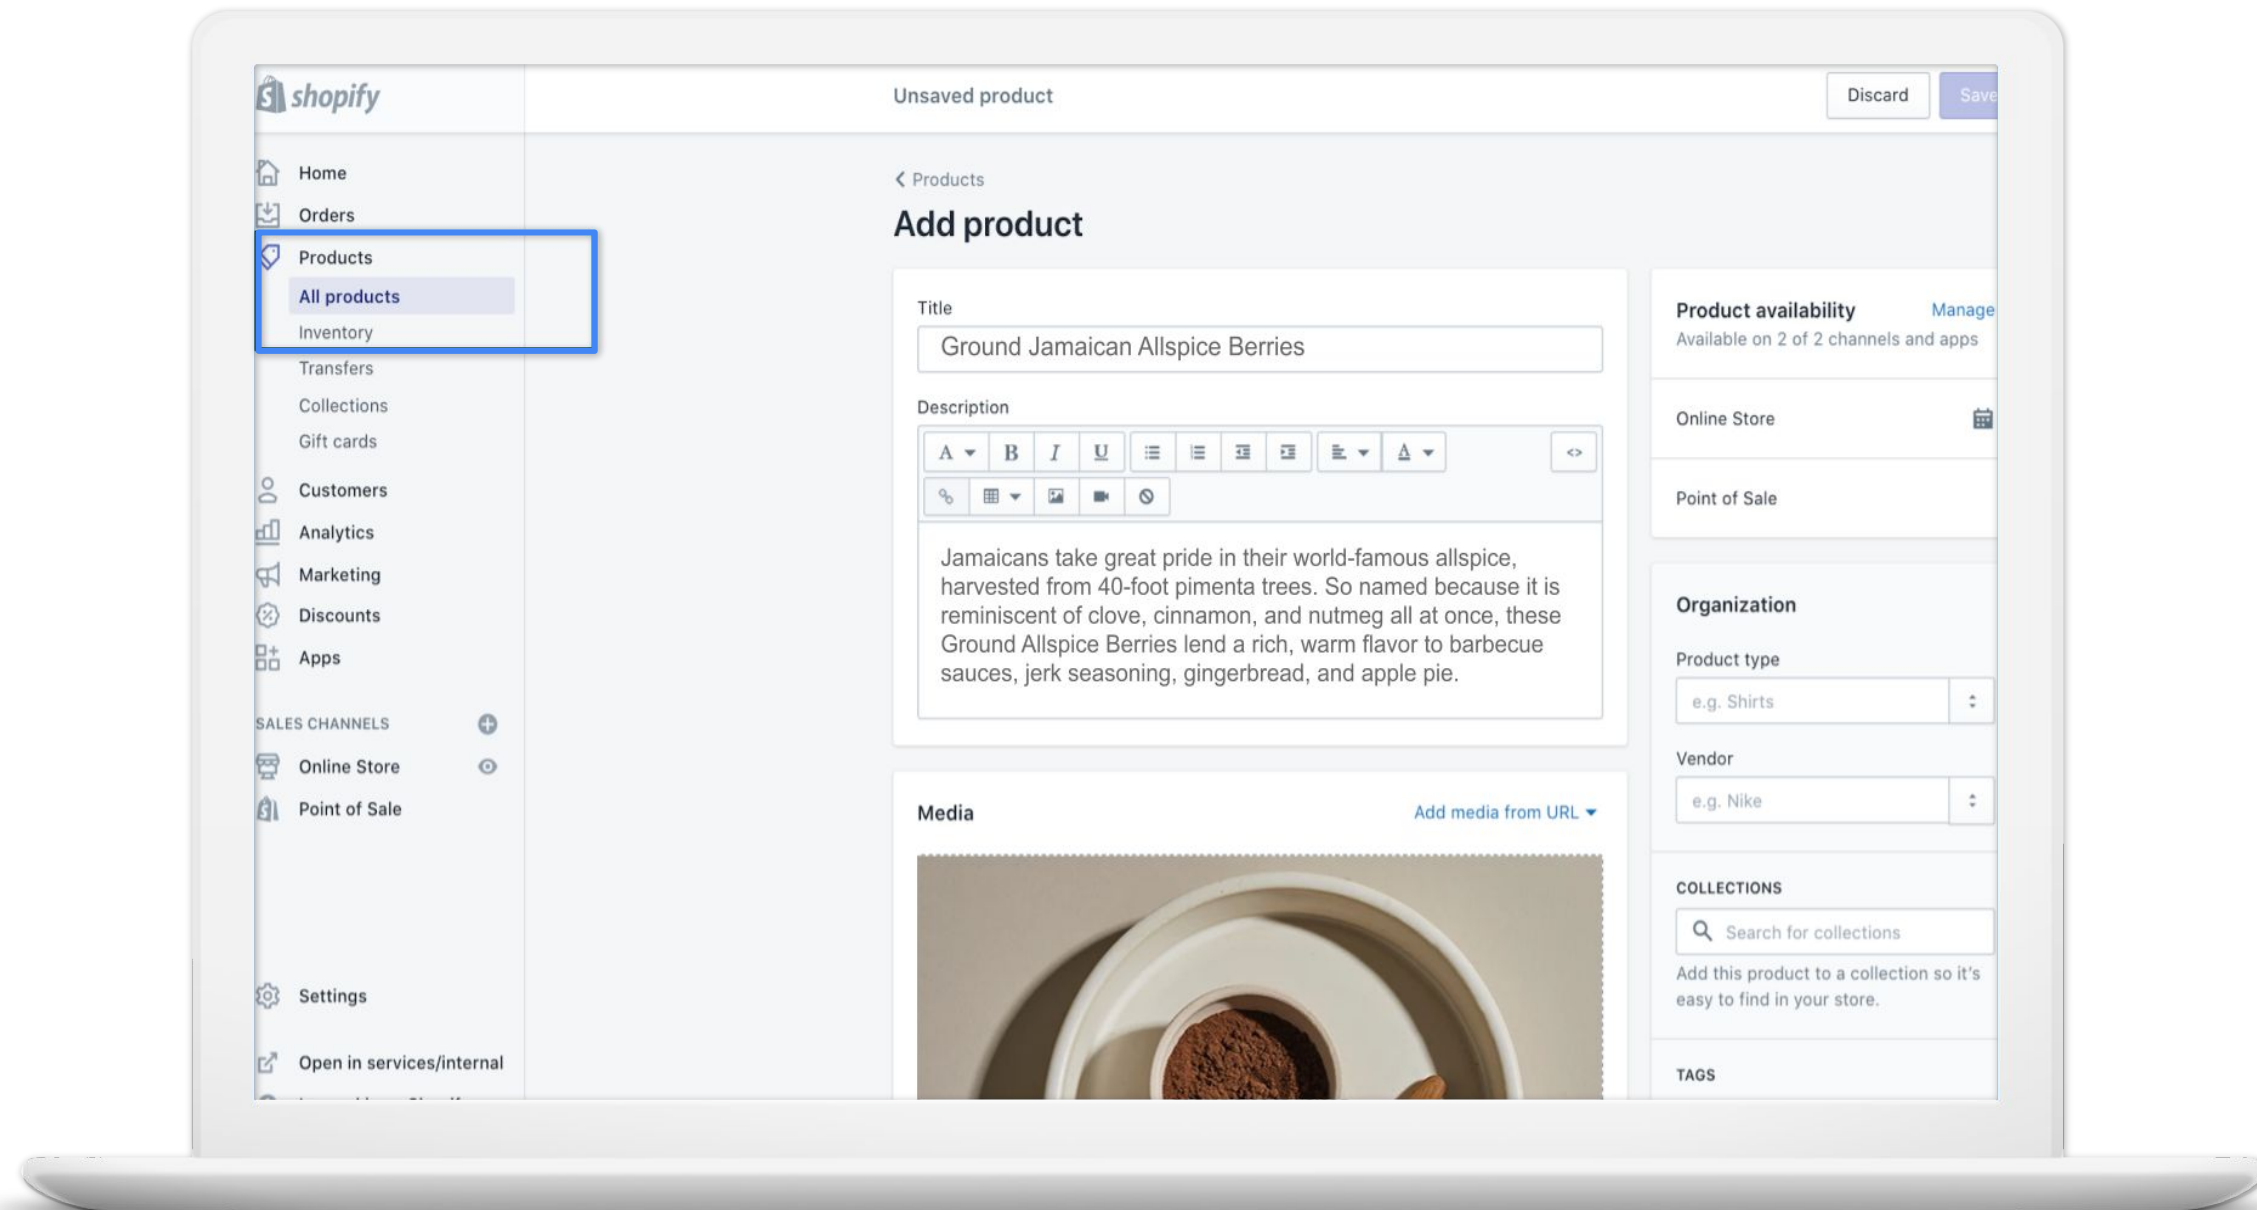 shopify
Unsaved product
Discard
Save
Home
Orders
Products
All products
Inventory
Transfers
Collections
Gift cards
Customers
Analytics
Marketing
Discounts
Apps
SALES CHANNELS
Online Store
Point of Sale
Settings
Open in services/internal
Products
Add product
Title
Ground Jamaican Allspice Berries
Description
A
B
I
U
A
<>
Jamaicans take great pride in their world-famous allspice,
harvested from 40-foot pimenta trees. So named because it is
reminiscent of clove, cinnamon, and nutmeg all at once, these
Ground Allspice Berries lend a rich, warm flavor to barbecue
sauces, jerk seasoning, gingerbread, and apple pie.
Media
Add media from URL
Product availability
Manage
Available on 2 of 2 channels and apps
Online Store
Point of Sale
Organization
Product type
e.g. Shirts
Vendor
e.g. Nike
COLLECTIONS
Search for collections
Add this product to a collection so it's
easy to find in your store.
TAGS